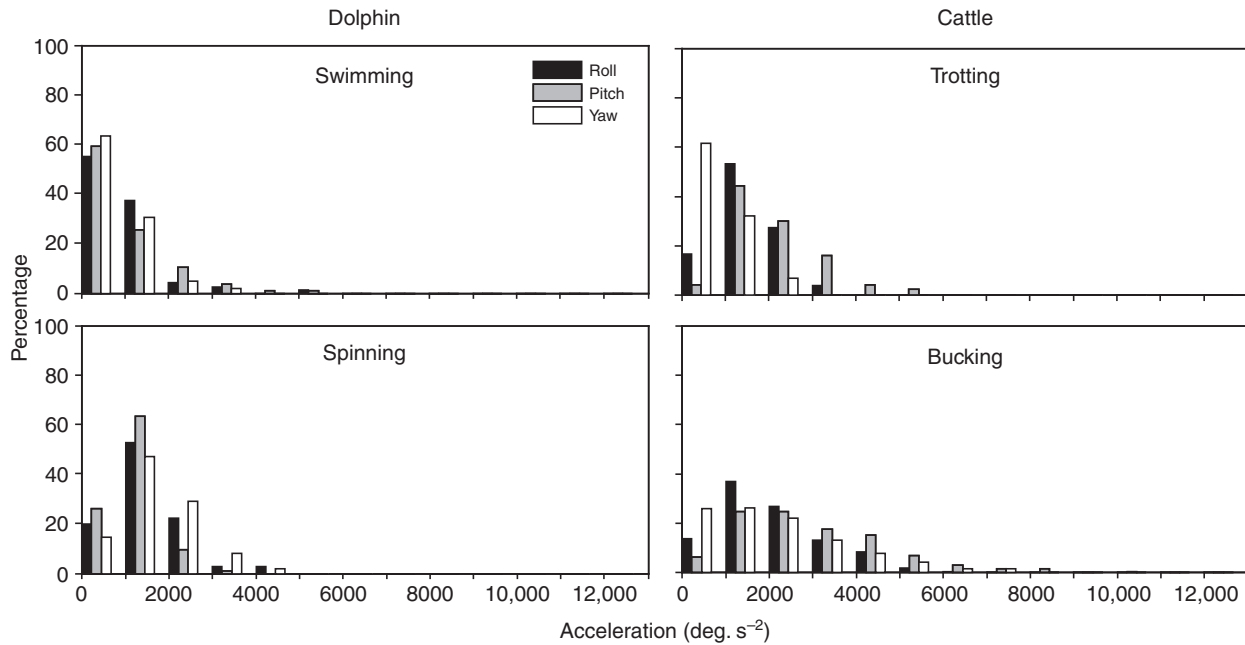 Dolphin
Cattle
Swimming
Roll
Pitch
Yaw
Trotting
100
80
60
40
20
0
Percentage
Spinning
Bucking
100
80
60
40
20
0
0 2000 4000 6000 8000 10,000 12,000
0 2000 4000 6000 8000 10,000 12,000
Acceleration (deg. s⁻²)